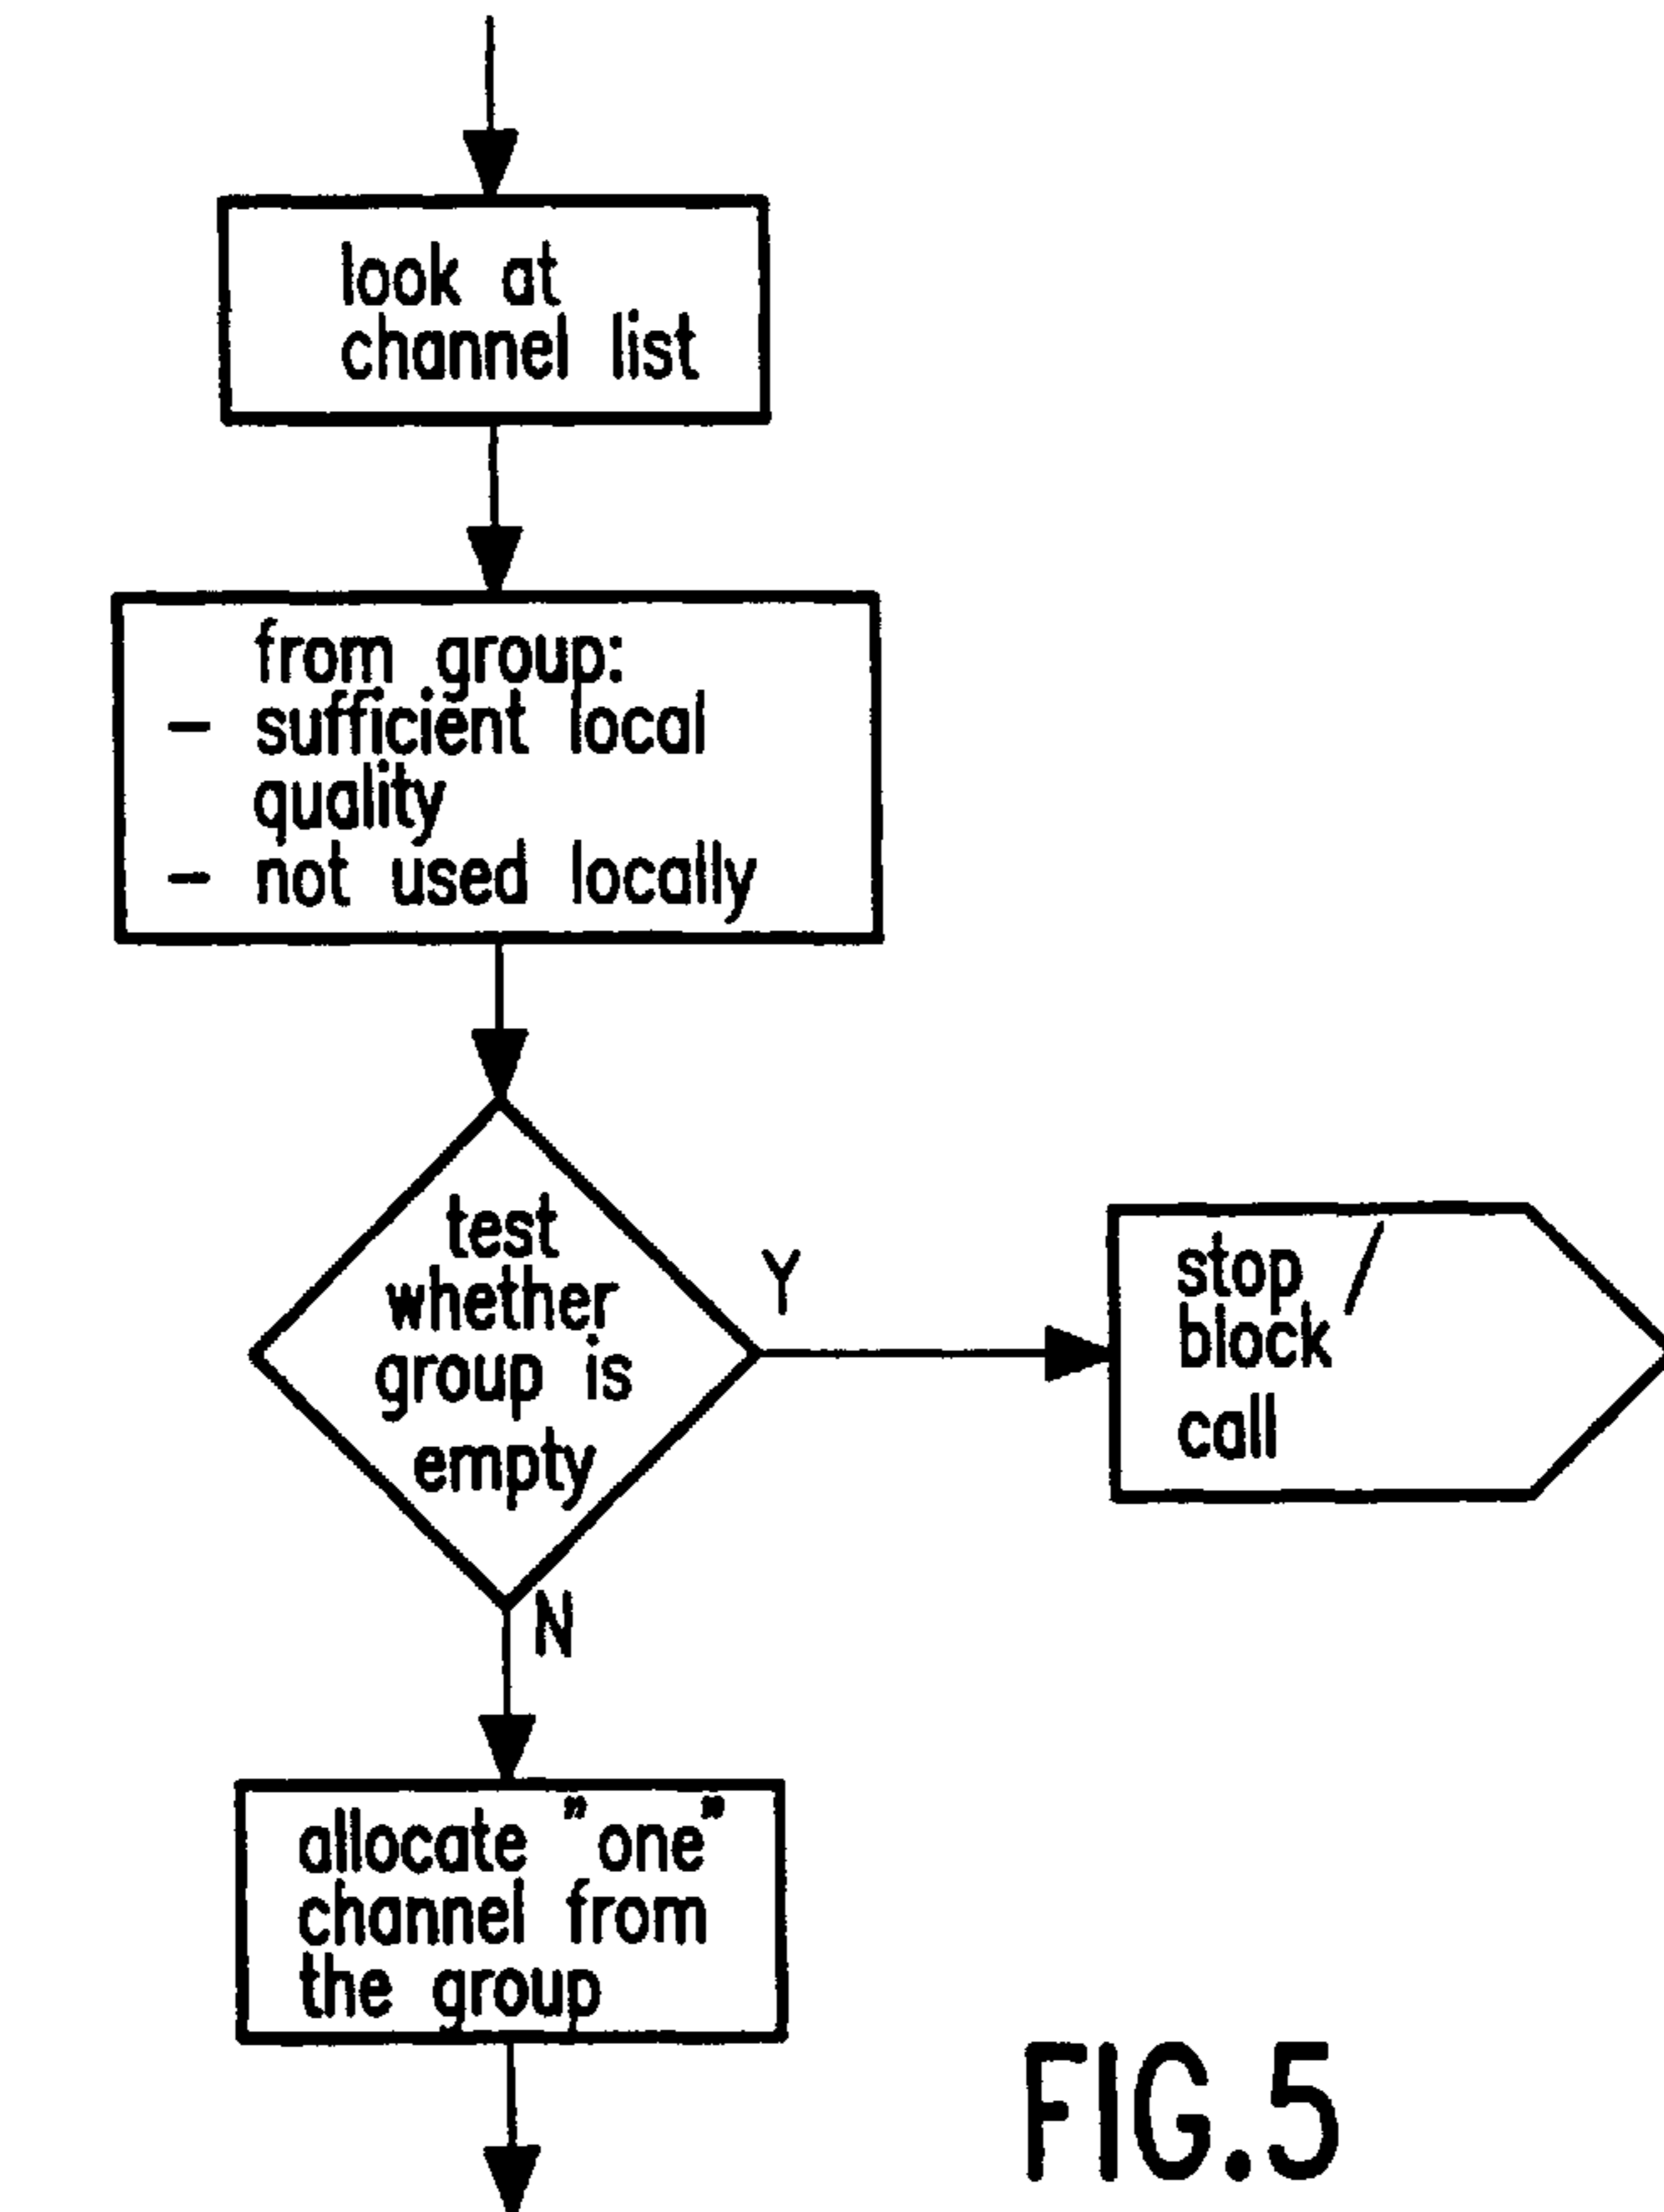 look at
channel list
from group:
- sufficient local
quality
- not used locally
test
whether
group is
empty
Y
stop /
block
call
N
allocate "one"
channel from
the group
FIG.5